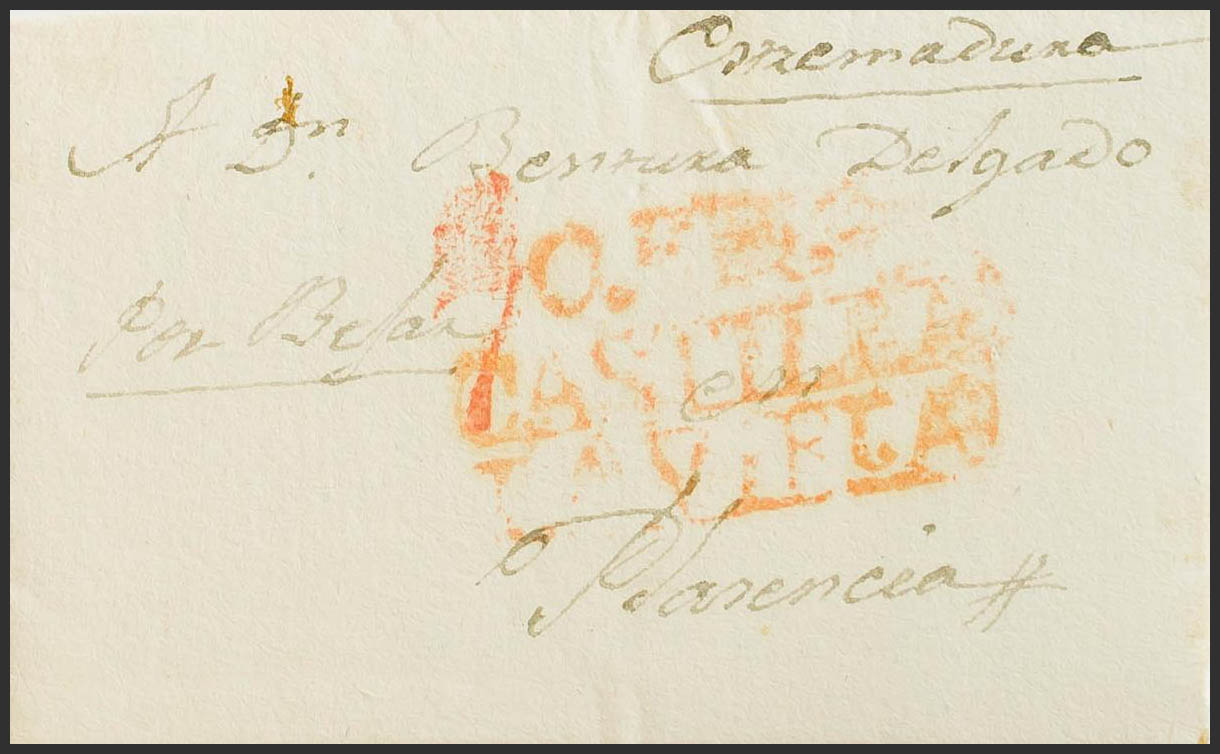 Extremadura
A Dn. Bentura Delgado
O. FR.
por Bejar
CASTILLA
en
LA VIEJA
Plasencia